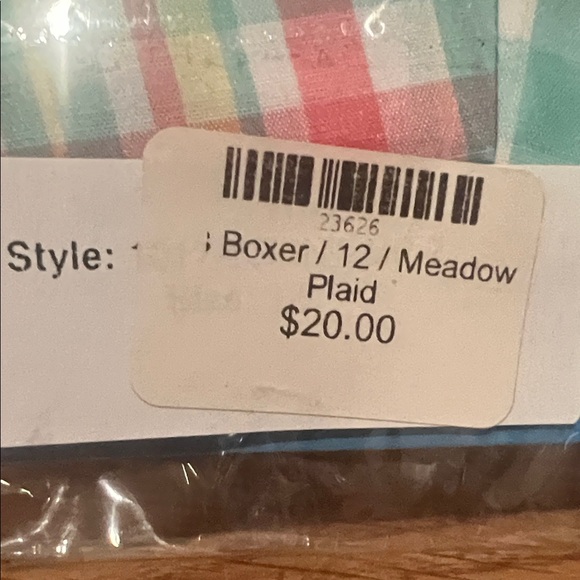 23626
Style:
Boxer / 12 / Meadow
Plaid
$20.00